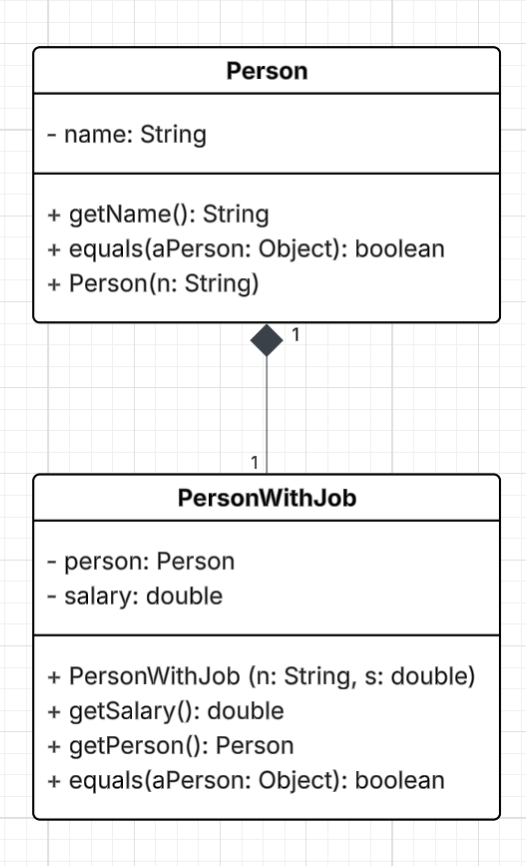 Person
- name: String
+ getName(): String
+ equals(aPerson: Object): boolean
+ Person(n: String)
1
1
PersonWithJob
- person: Person
- salary: double
+ PersonWithJob (n: String, s: double)
+ getSalary(): double
+ getPerson(): Person
+ equals(aPerson: Object): boolean